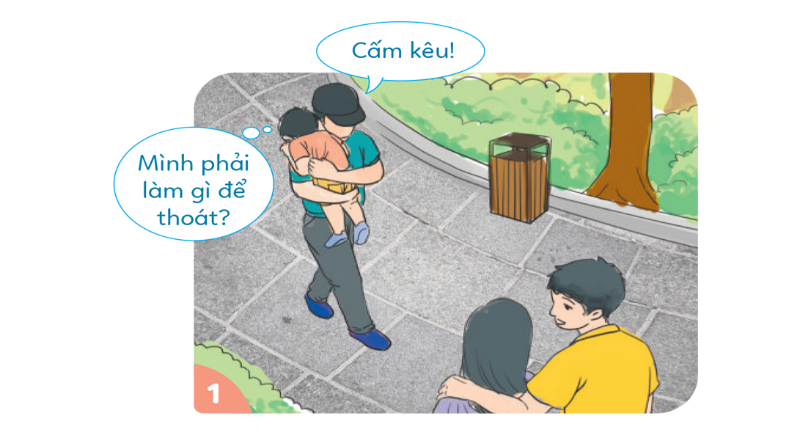 Cấm kêu!
Mình phải
làm gì để
thoát?
1